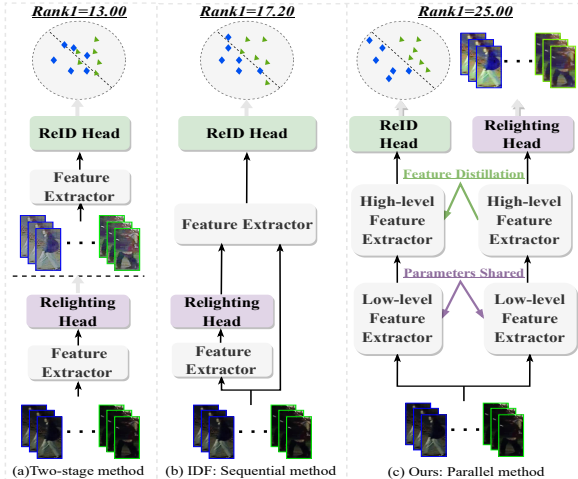 Rank1=13.00
ReID Head
Feature
Extractor
Relighting
Head
Feature
Extractor
(a)Two-stage method
Rank1=17.20
ReID Head
Feature Extractor
Relighting
Head
Feature
Extractor
(b) IDF: Sequential method
Rank1=25.00
ReID
Head
Relighting
Head
Feature Distillation
High-level
Feature
Extractor
High-level
Feature
Extractor
Parameters Shared
Low-level
Feature
Extractor
Low-level
Feature
Extractor
(c) Ours: Parallel method